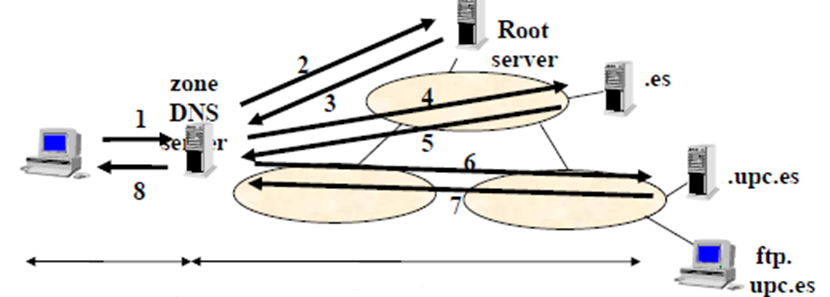 Root
server
2
zone
DNS
server
3
4
.es
1
5
6
.upc.es
8
7
ftp.
upc.es